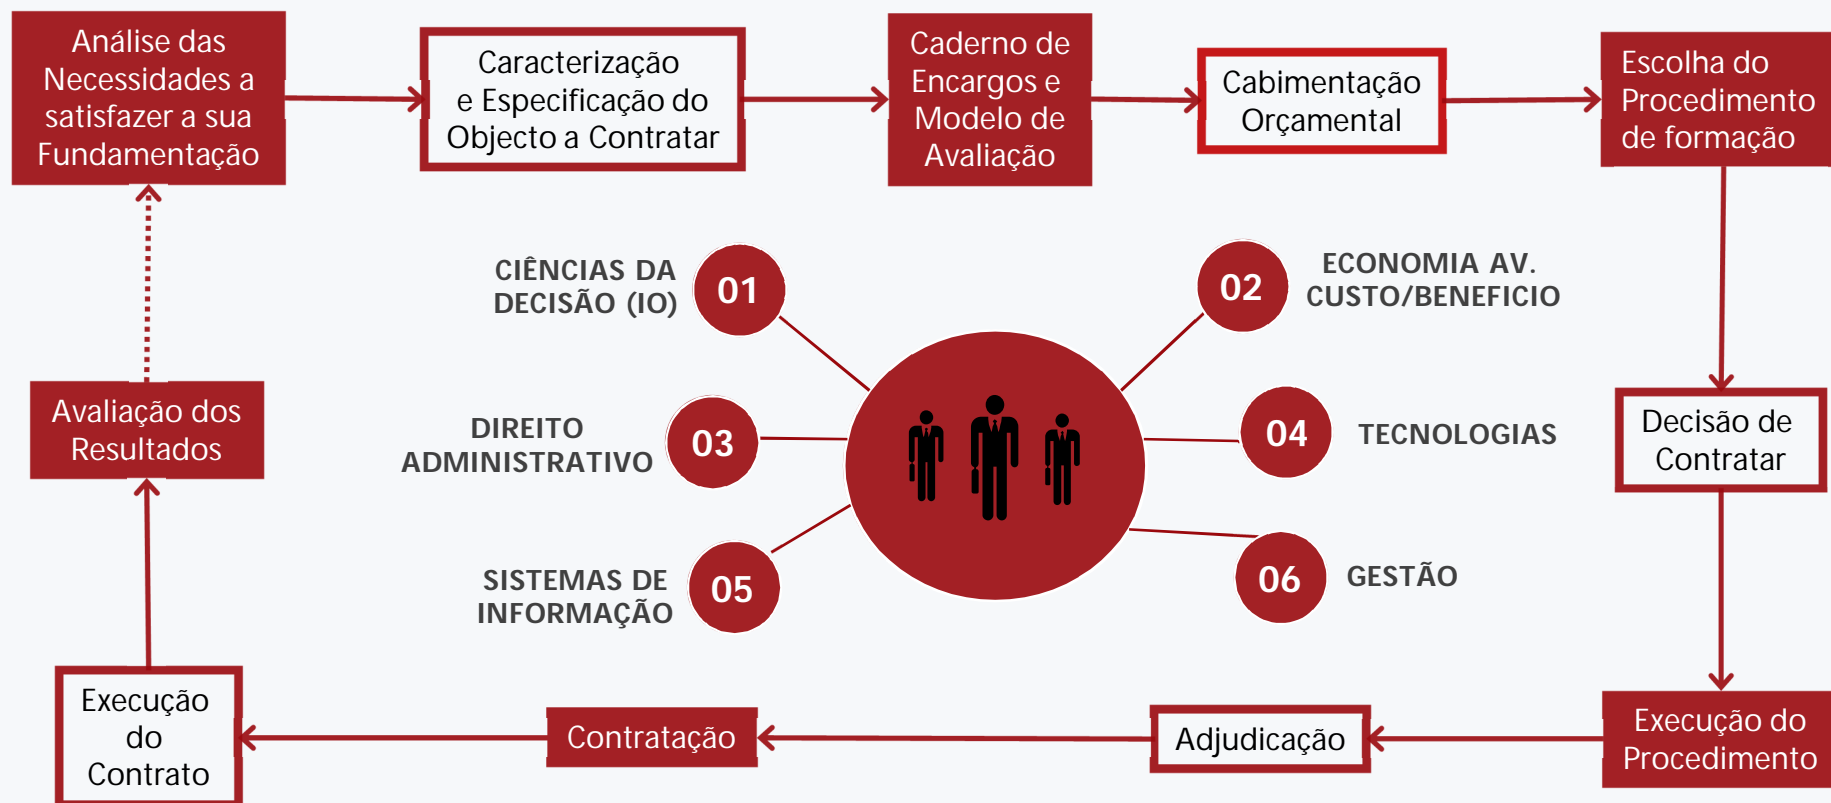 Análise das
Necessidades a
satisfazer a sua
Fundamentação
Caracterização
e Especificação do
Objecto a Contratar
Caderno de
Encargos e
Modelo de
Avaliação
Cabimentação
Orçamental
Escolha do
Procedimento
de formação
CIÊNCIAS DA
DECISÃO (IO)
01
02
ECONOMIA AV.
CUSTO/BENEFICIO
Avaliação dos
Resultados
DIREITO
ADMINISTRATIVO
03
04
TECNOLOGIAS
Decisão de
Contratar
SISTEMAS DE
INFORMAÇÃO
05
06
GESTÃO
Execução
do
Contrato
Contratação
Adjudicação
Execução do
Procedimento